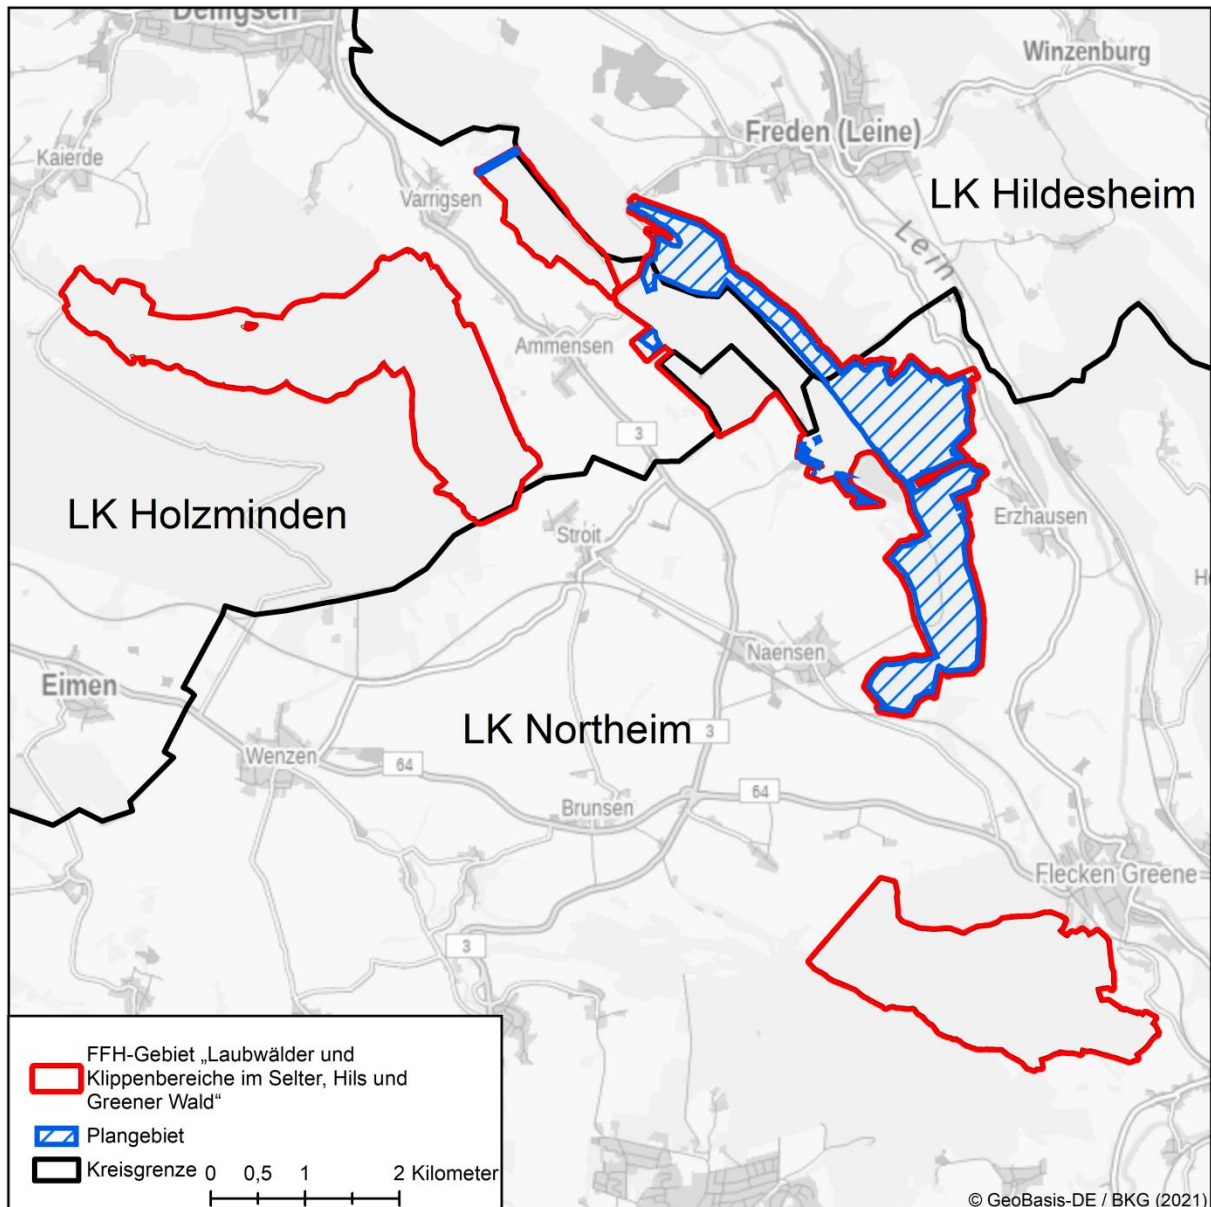 Delligsen
Winzenburg
Freden (Leine)
Kaierde
Varrigsen
LK Hildesheim
Ammensen
3
LK Holzminden
Stroit
Erzhausen
Naensen
Eimen
LK Northeim
3
Wenzen
64
64
Brunsen
Flecken Greene
3
FFH-Gebiet „Laubwälder und
Klippenbereiche im Selter, Hils und
Greener Wald“
Plangebiet
Kreisgrenze
0 0,5 1 2 Kilometer
© GeoBasis-DE / BKG (2021)